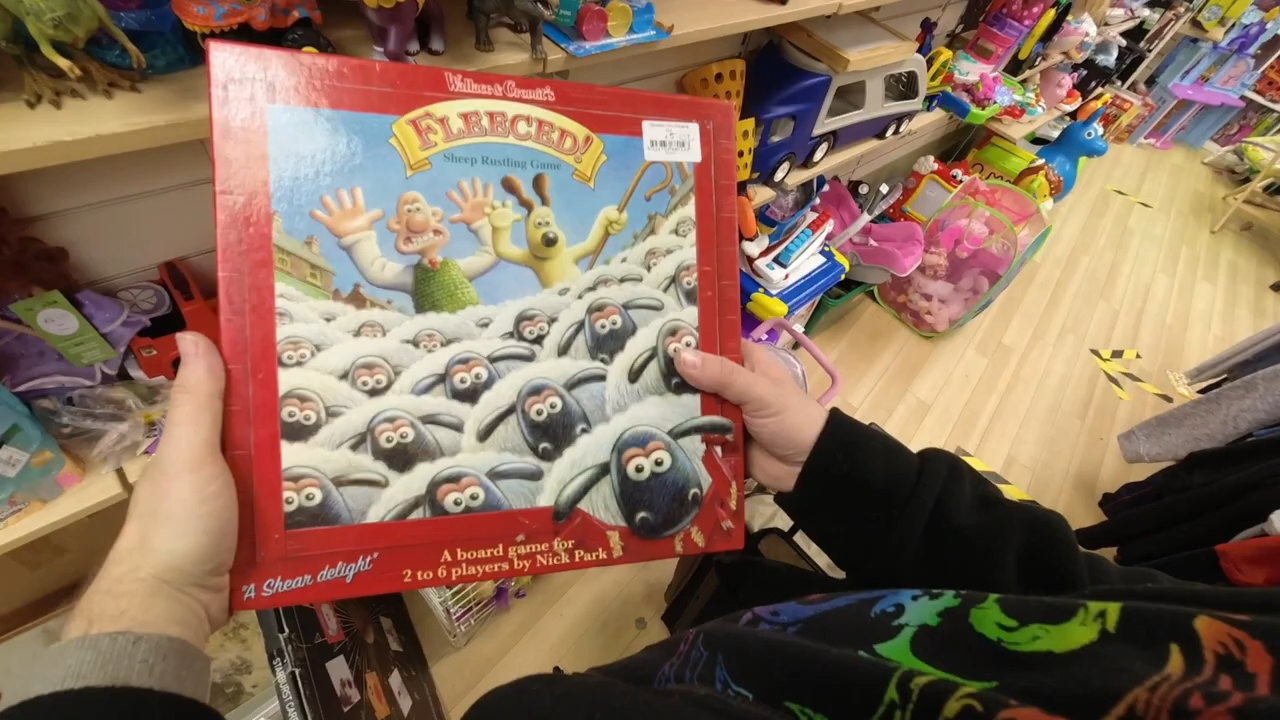 Wallace & Gromit's
FLEECED!
Sheep Rustling Game
"A Shear delight"
A board game for
2 to 6 players by Nick Park